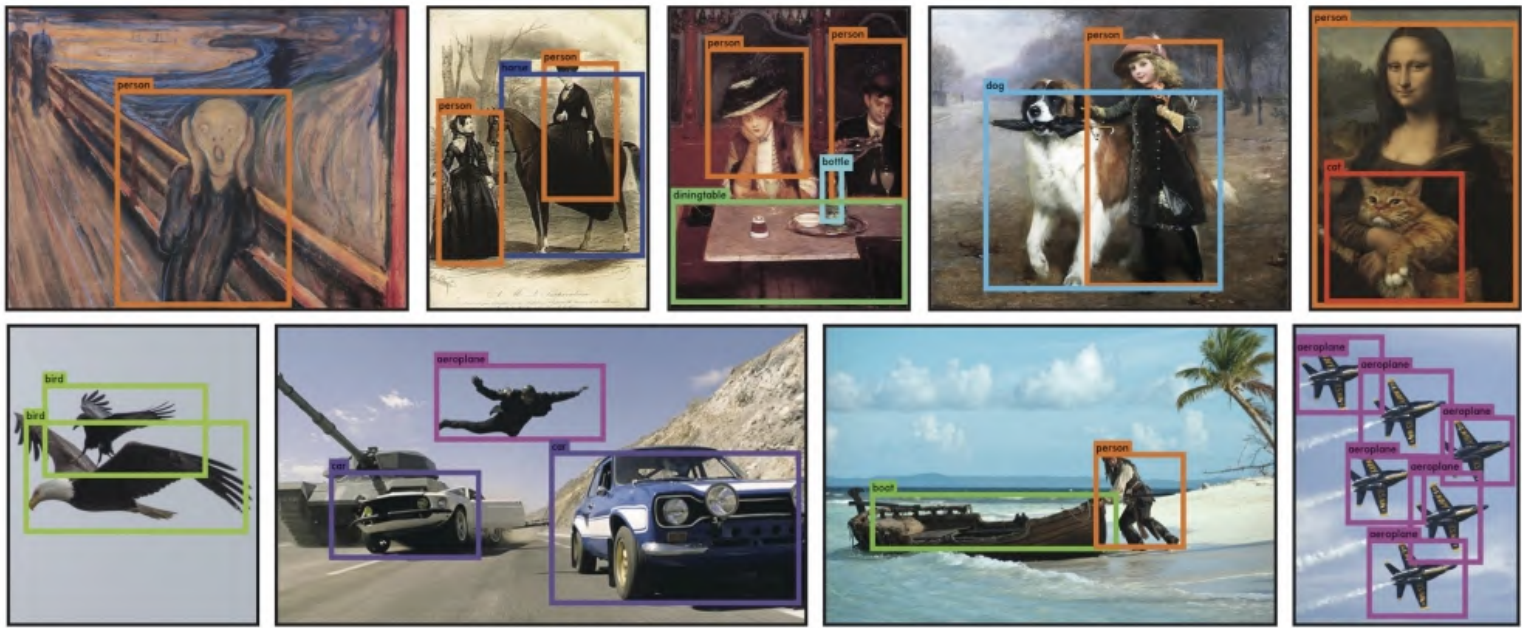 person
person
horse
person
person
person
bottle
diningtable
dog
person
person
cat
bird
bird
aeroplane
car
car
boat
person
aeroplane
aeroplane
aeroplane
aeroplane
aeroplane
aeroplane